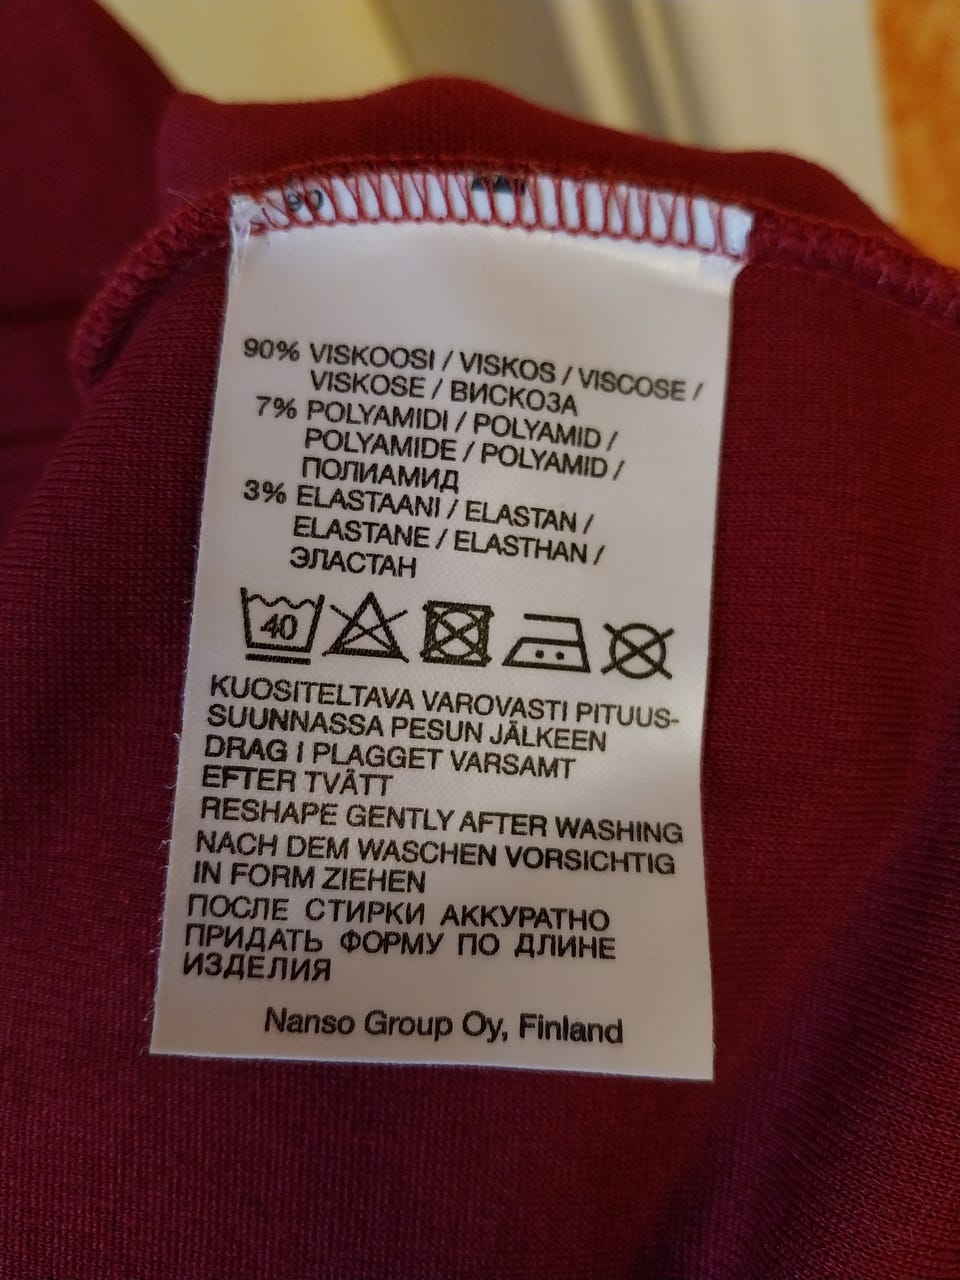 90% VISKOOSI / VISKOS / VISCOSE /
VISKOSE / ВИСКОЗА
7% POLYAMIDI / POLYAMID /
POLYAMIDE / POLYAMID /
ПОЛИАМИД
3% ELASTAANI / ELASTAN /
ELASTANE / ELASTHAN /
ЭЛАСТАН
40
KUOSITELTAVA VAROVASTI PITUUS-
SUUNNASSA PESUN JÄLKEEN
DRAG I PLAGGET VARSAMT
EFTER TVÄTT
RESHAPE GENTLY AFTER WASHING
NACH DEM WASCHEN VORSICHTIG
IN FORM ZIEHEN
ПОСЛЕ СТИРКИ АККУРАТНО
ПРИДАТЬ ФОРМУ ПО ДЛИНЕ
ИЗДЕЛИЯ
Nanso Group Oy, Finland